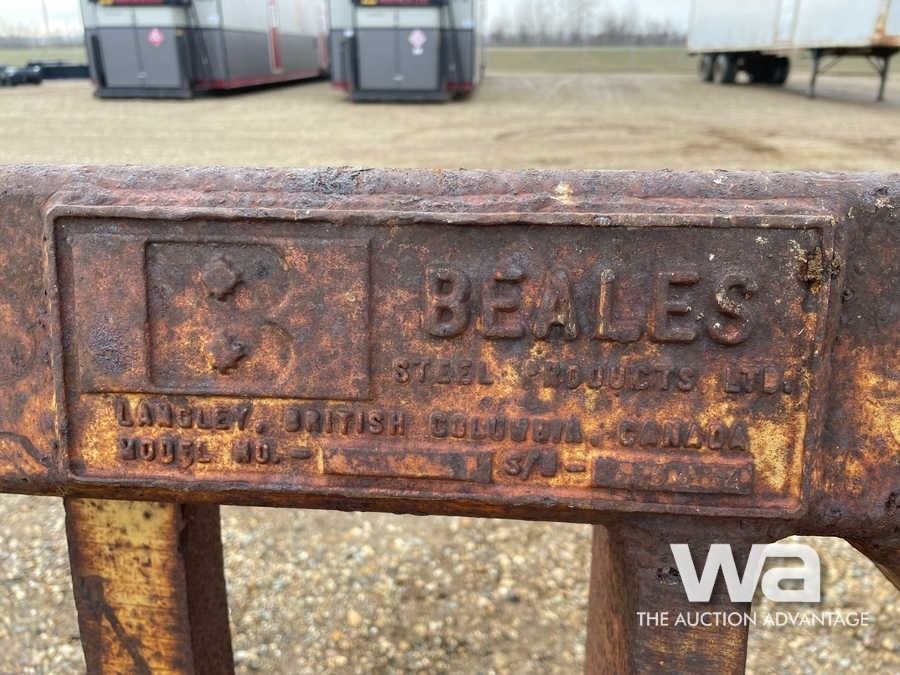 B
BEALES
STEEL PRODUCTS LTD.
LANGLEY, BRITISH COLUMBIA, CANADA
MODEL NO.-
S/N-
wa
THE AUCTION ADVANTAGE